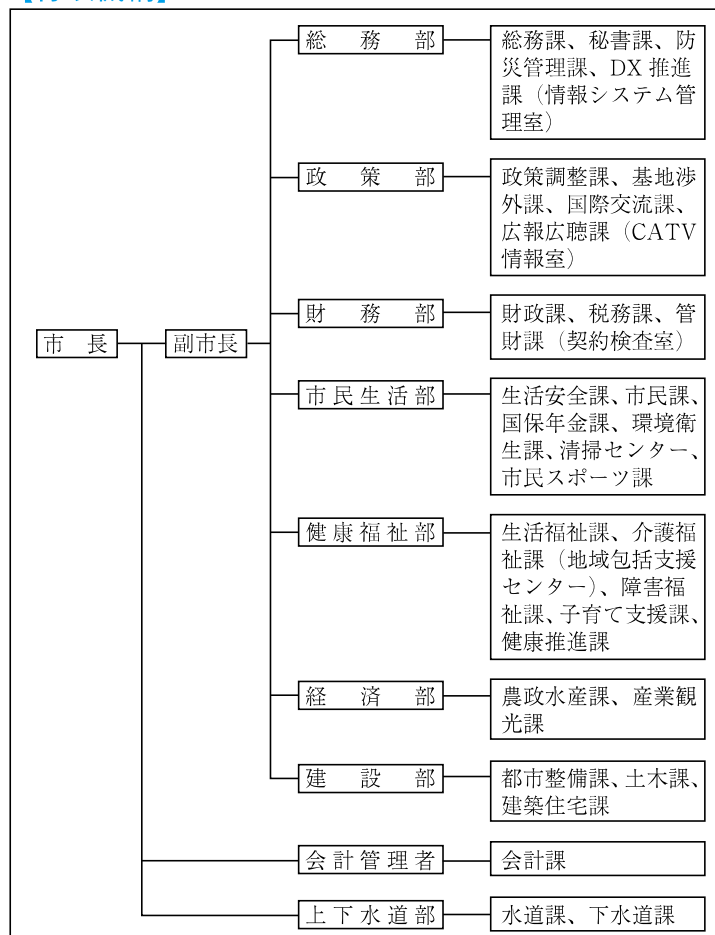 総務部
総務課、秘書課、防
災管理課、DX 推進
課（情報システム管
理室）
政策部
政策調整課、基地渉
外課、国際交流課、
広報広聴課（CATV
情報室）
財務部
財政課、税務課、管
財課（契約検査室）
市長
副市長
市民生活部
生活安全課、市民課、
国保年金課、環境衛
生課、清掃センター、
市民スポーツ課
健康福祉部
生活福祉課、介護福
祉課（地域包括支援
センター）、障害福
祉課、子育て支援課、
健康推進課
経済部
農政水産課、産業観
光課
建設部
都市整備課、土木課、
建築住宅課
会計管理者
会計課
上下水道部
水道課、下水道課